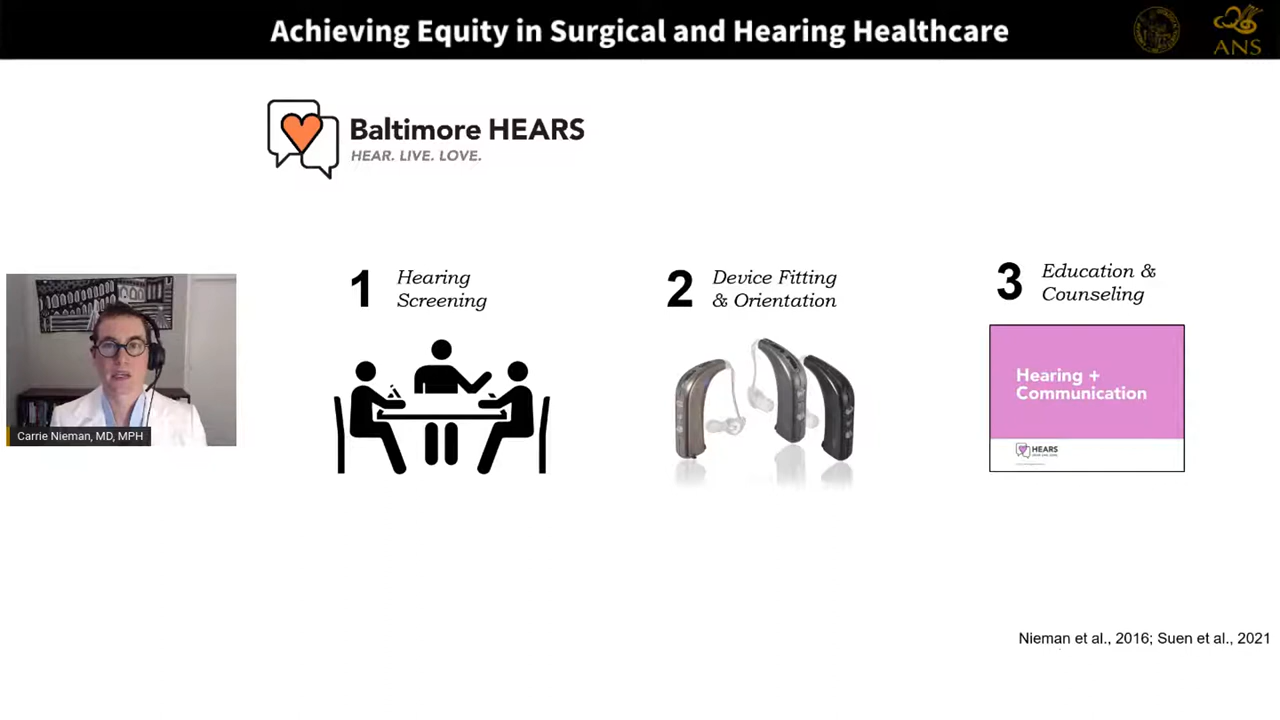 Achieving Equity in Surgical and Hearing Healthcare
ANS
Baltimore HEARS
HEAR. LIVE. LOVE.
1 Hearing
Screening
2 Device Fitting
& Orientation
3 Education &
Counseling
Hearing +
Communication
HEARS
Carrie Nieman, MD, MPH
Nieman et al., 2016; Suen et al., 2021